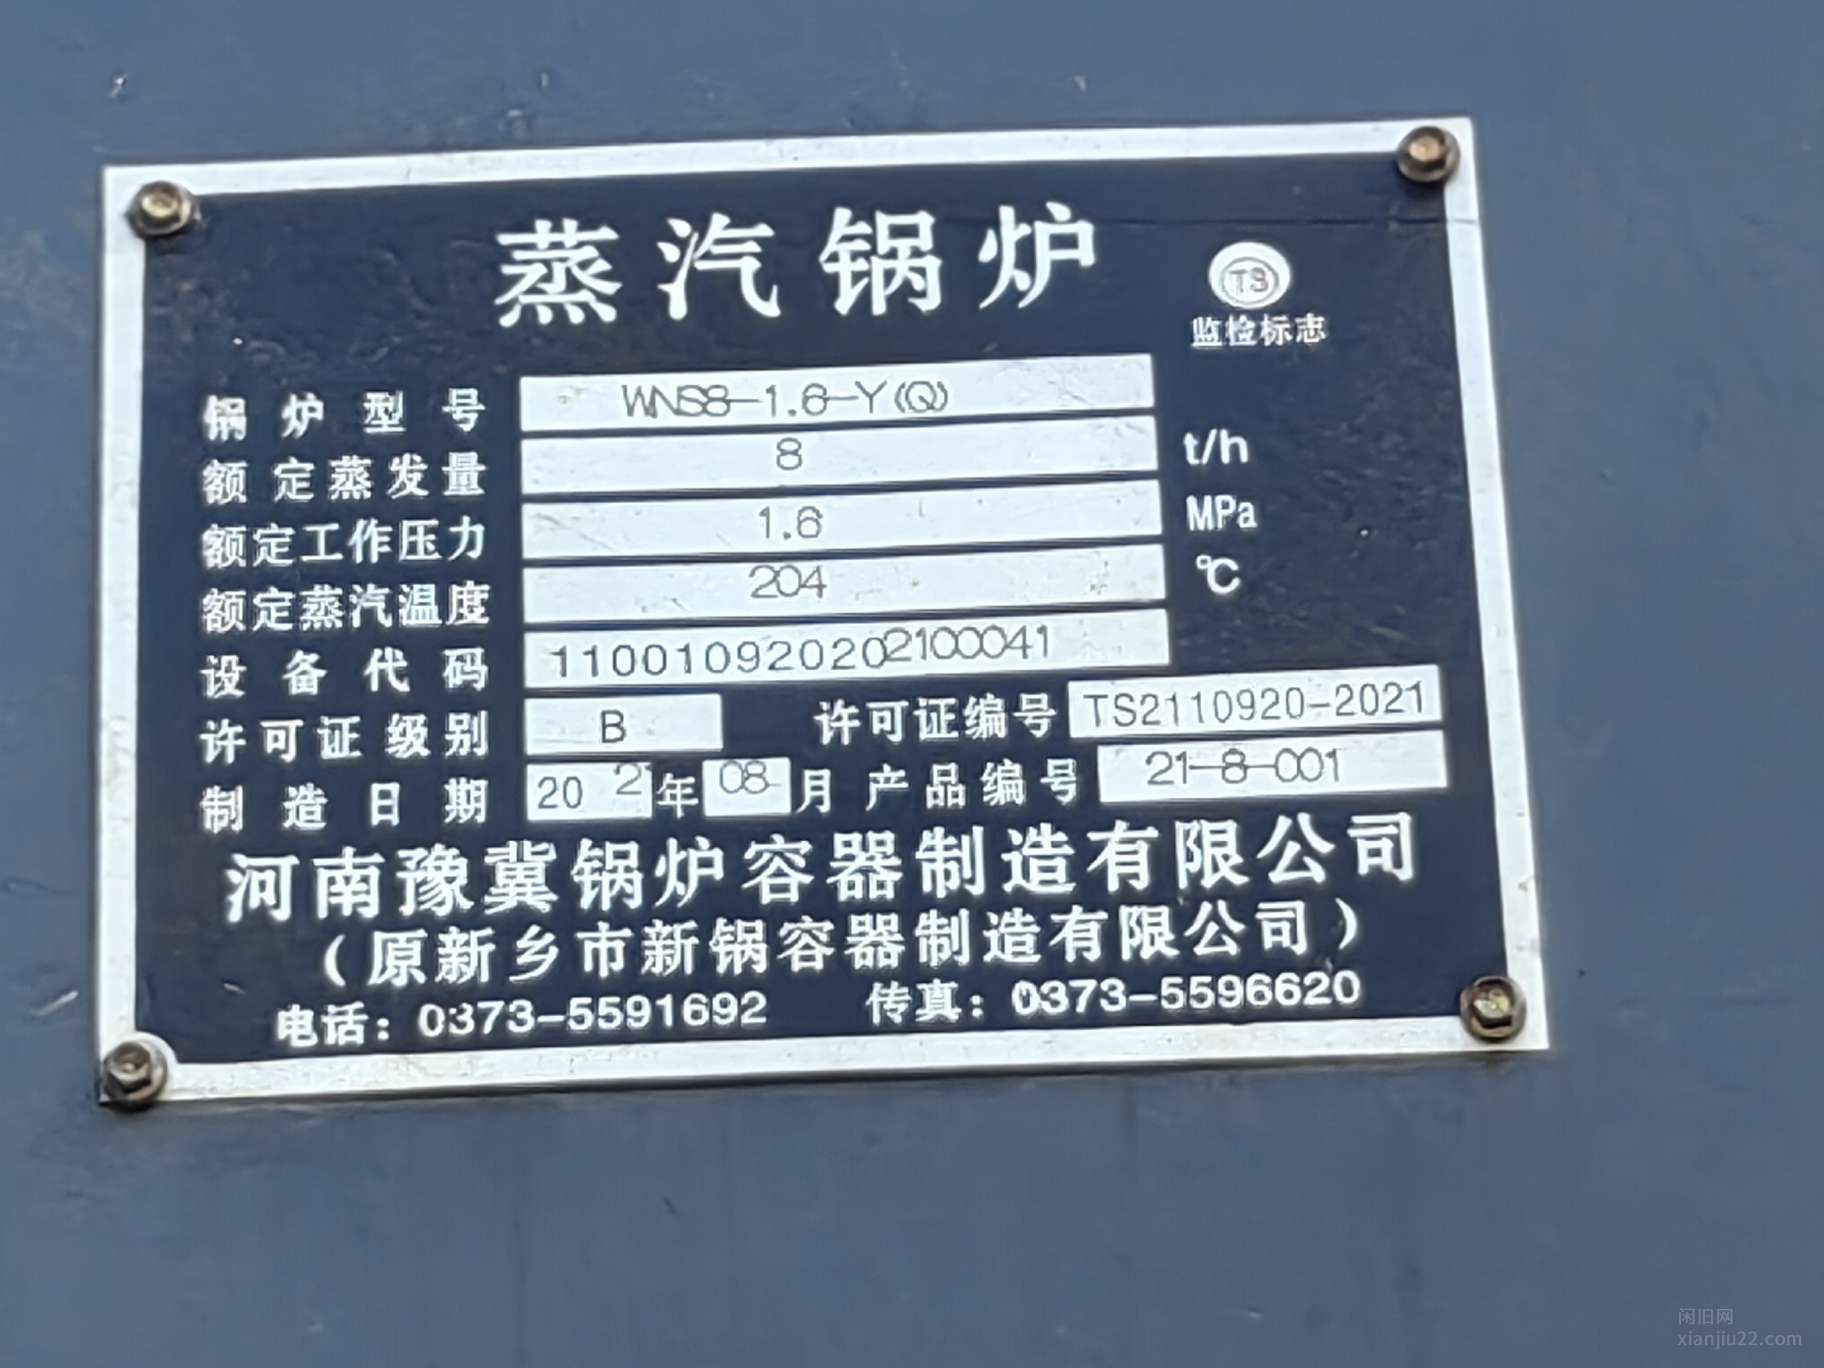 蒸汽锅炉
TS
监检标志
锅炉型号 WNS8-1.6-Y(Q)
额定蒸发量 8 t/h
额定工作压力 1.6 MPa
额定蒸汽温度 204 ℃
设备代码 110010920202100041
许可证级别 B 许可证编号 TS2110920-2021
制造日期 2021年08月 产品编号 21-8-001
河南豫冀锅炉容器制造有限公司
（原新乡市新锅容器制造有限公司）
电话：0373-5591692 传真：0373-5596620
闲旧网
xianjiu22.com